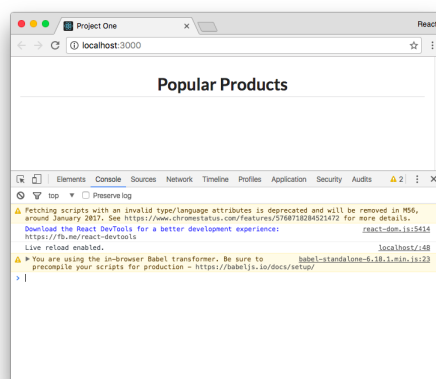 Project One
React
localhost:3000
Popular Products
Elements Console Sources Network Timeline Profiles Application Security Audits 2
top Preserve log
Fetching scripts with an invalid type/language attributes is deprecated and will be removed in M56,
around January 2017. See https://www.chromestatus.com/features/5760718284521472 for more details.
Download the React DevTools for a better development experience: react-dom.js:5414
https://fb.me/react-devtools
Live reload enabled. localhost/:48
You are using the in-browser Babel transformer. Be sure to babel-standalone-6.18.1.min.js:23
precompile your scripts for production - https://babeljs.io/docs/setup/